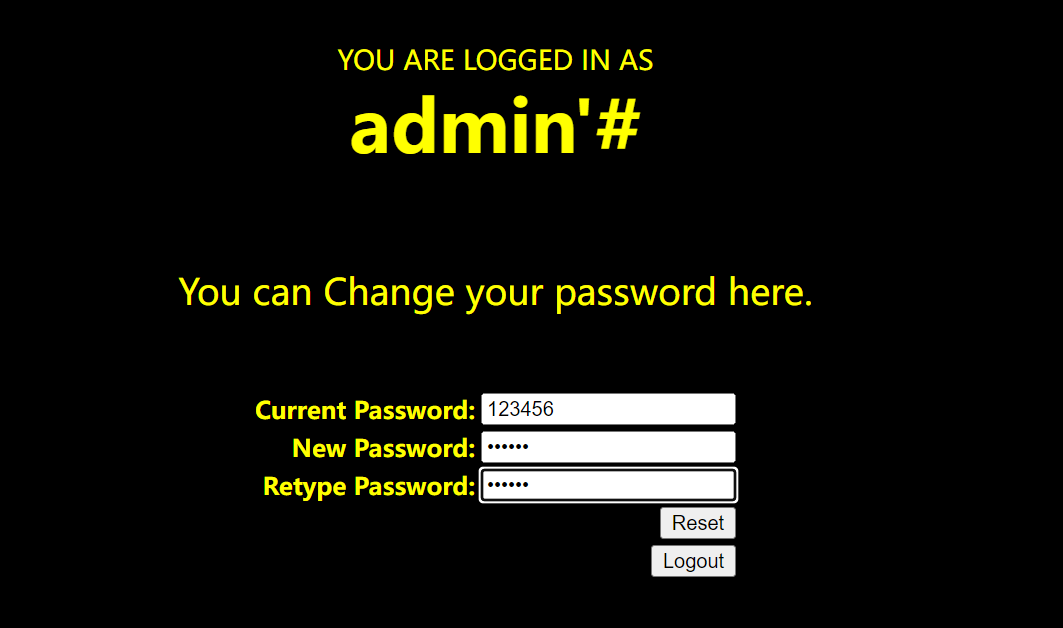 YOU ARE LOGGED IN AS
admin'#
You can Change your password here.
Current Password: 123456
New Password: ••••••
Retype Password: ••••••
Reset
Logout